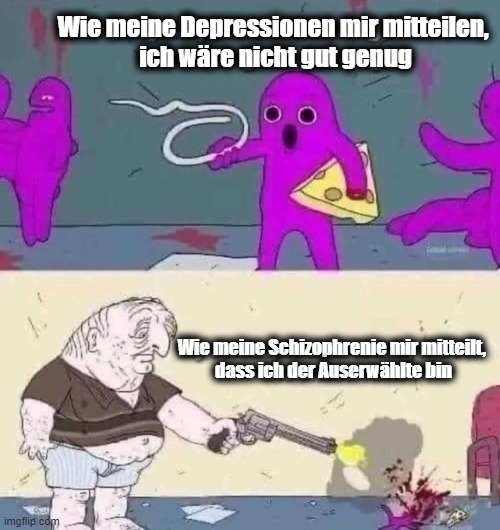 Wie meine Depressionen mir mitteilen,
ich wäre nicht gut genug
Wie meine Schizophrenie mir mitteilt,
dass ich der Auserwählte bin
imgflip.com